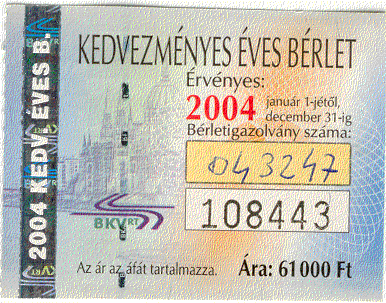 2004 KEDV. ÉVES B.
KEDVEZMÉNYES ÉVES BÉRLET
Érvényes:
2004 január 1-jétől,
december 31-ig
Bérletigazolvány száma:
043247
108443
BKVRT
Az ár az áfát tartalmazza.
Ára: 61 000 Ft